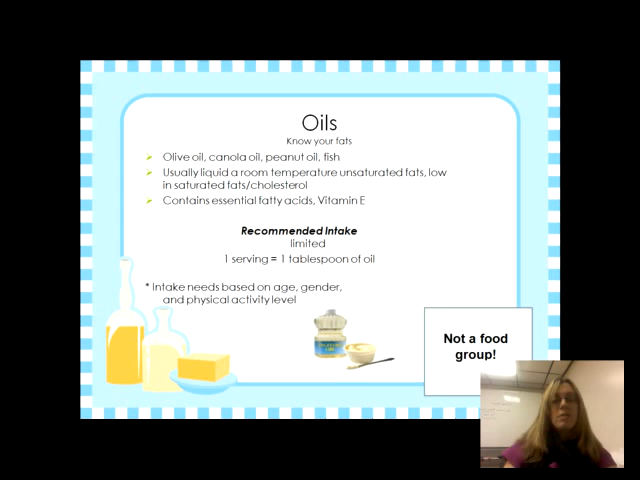 Oils
Know your fats
Olive oil, canola oil, peanut oil, fish
Usually liquid a room temperature unsaturated fats, low
in saturated fats/cholesterol
Contains essential fatty acids, Vitamin E
Recommended Intake
limited
1 serving = 1 tablespoon of oil
* Intake needs based on age, gender,
and physical activity level
Not a food
group!